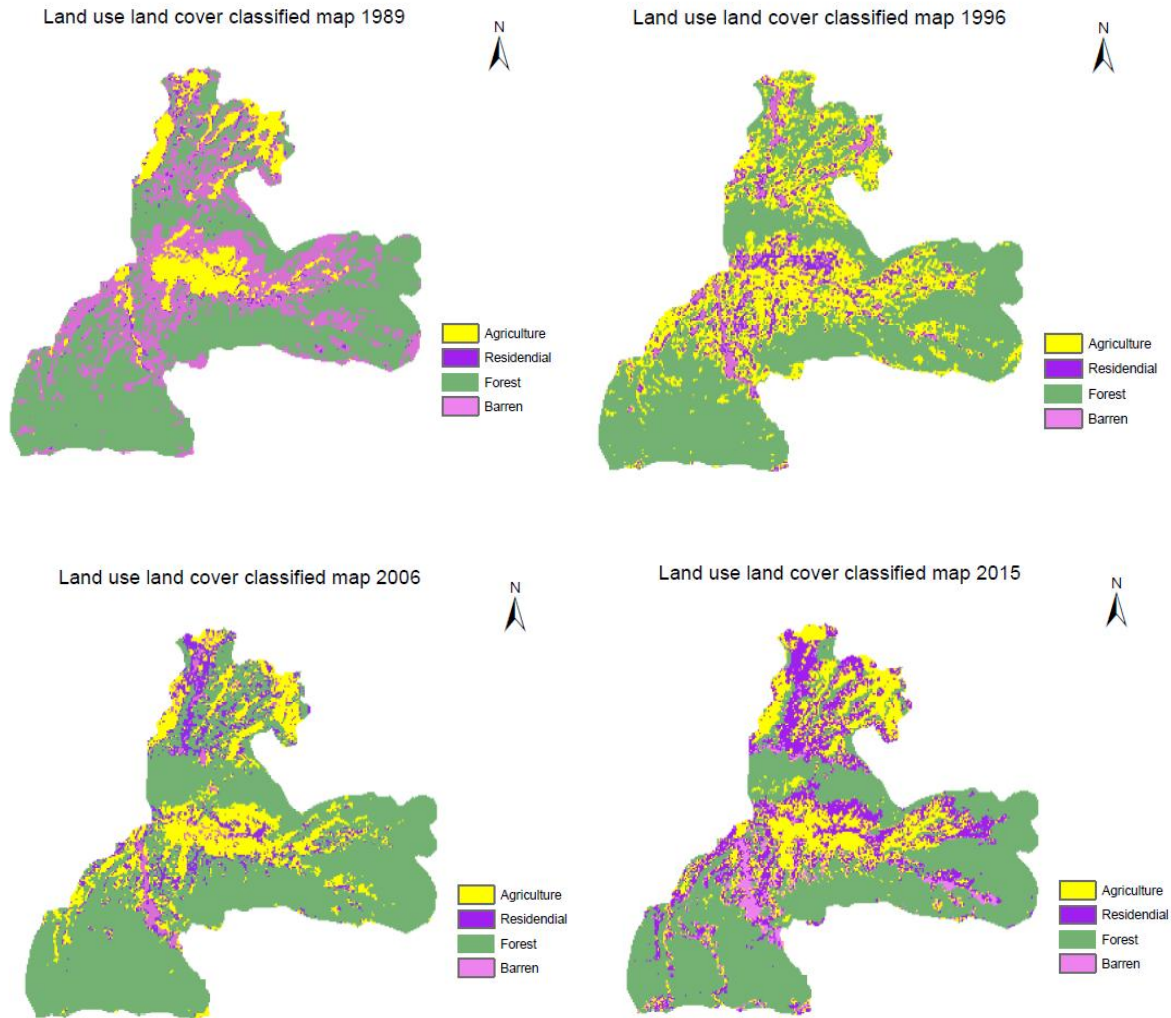 Land use land cover classified map 1989
N
Agriculture
Residendial
Forest
Barren
Land use land cover classified map 1996
N
Agriculture
Residendial
Forest
Barren
Land use land cover classified map 2006
N
Agriculture
Residendial
Forest
Barren
Land use land cover classified map 2015
N
Agriculture
Residendial
Forest
Barren